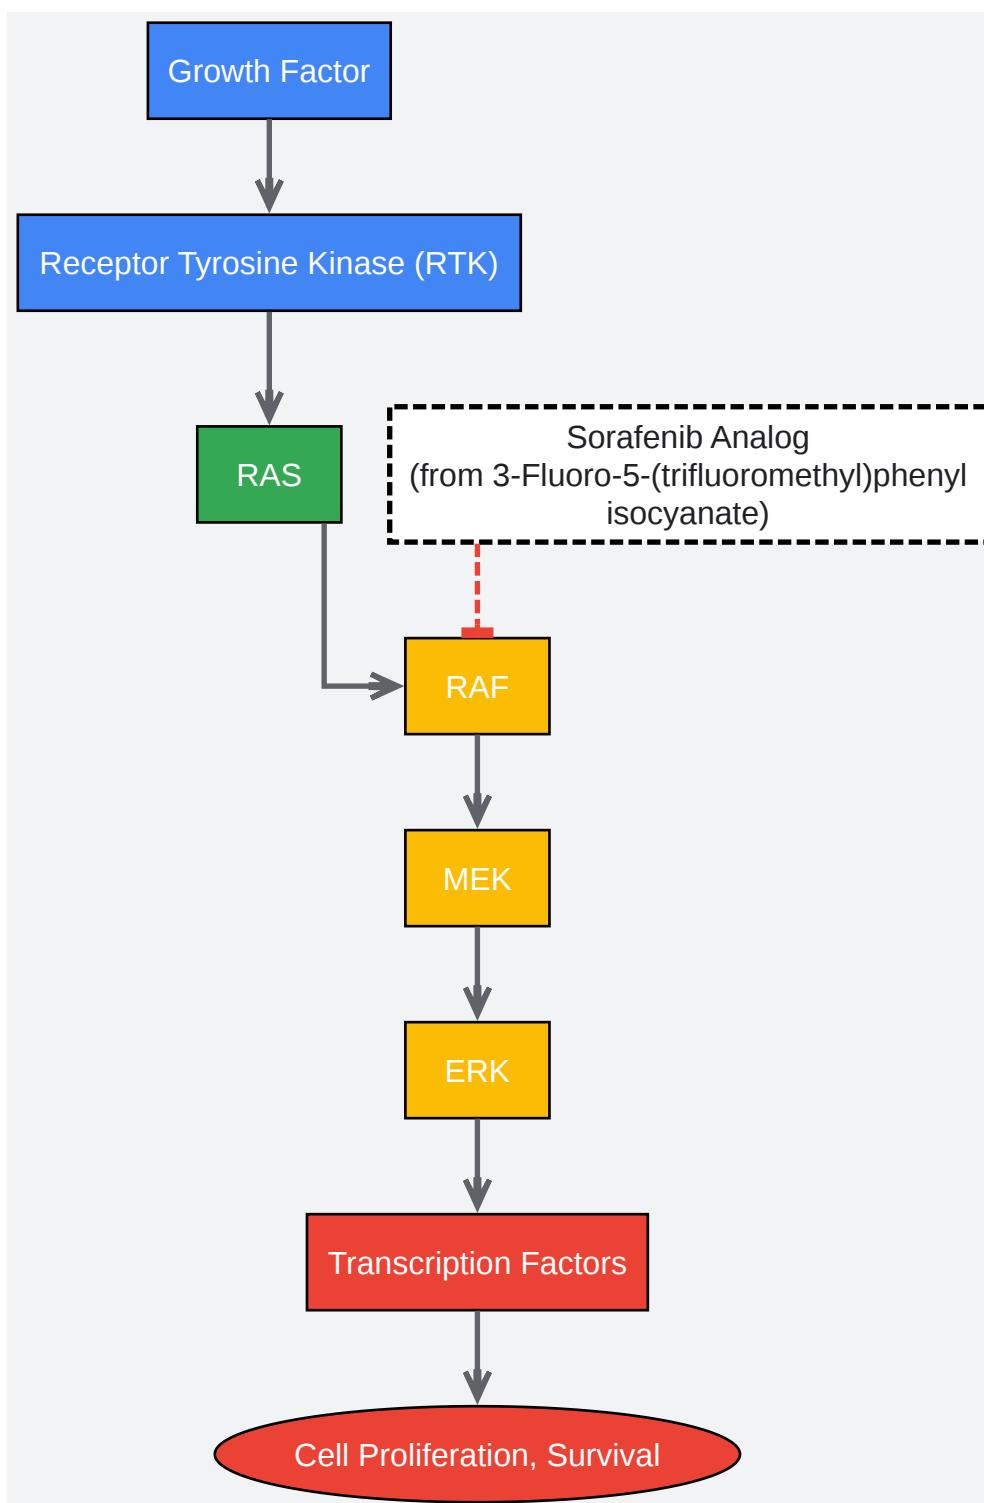 Growth Factor
Receptor Tyrosine Kinase (RTK)
RAS
Sorafenib Analog
(from 3-Fluoro-5-(trifluoromethyl)phenyl
isocyanate)
RAF
MEK
ERK
Transcription Factors
Cell Proliferation, Survival